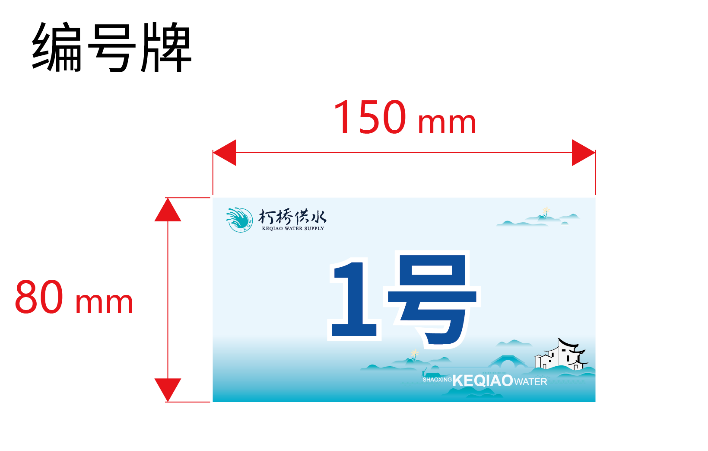 编号牌
150 mm
80 mm
柯桥供水
KEQIAO WATER SUPPLY
1号
SHAOXING KEQIAO WATER